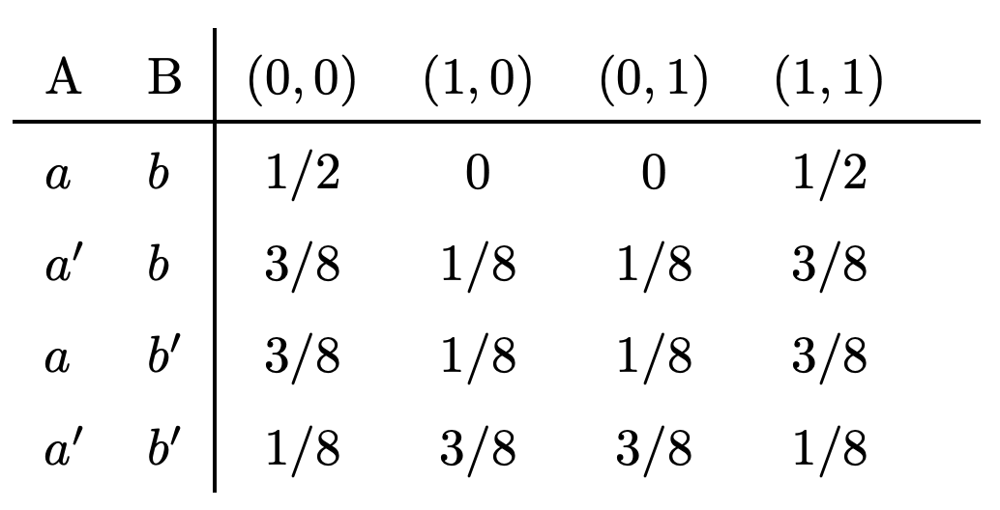 A B (0, 0) (1, 0) (0, 1) (1, 1)
a b 1/2 0 0 1/2
a′ b 3/8 1/8 1/8 3/8
a b′ 3/8 1/8 1/8 3/8
a′ b′ 1/8 3/8 3/8 1/8